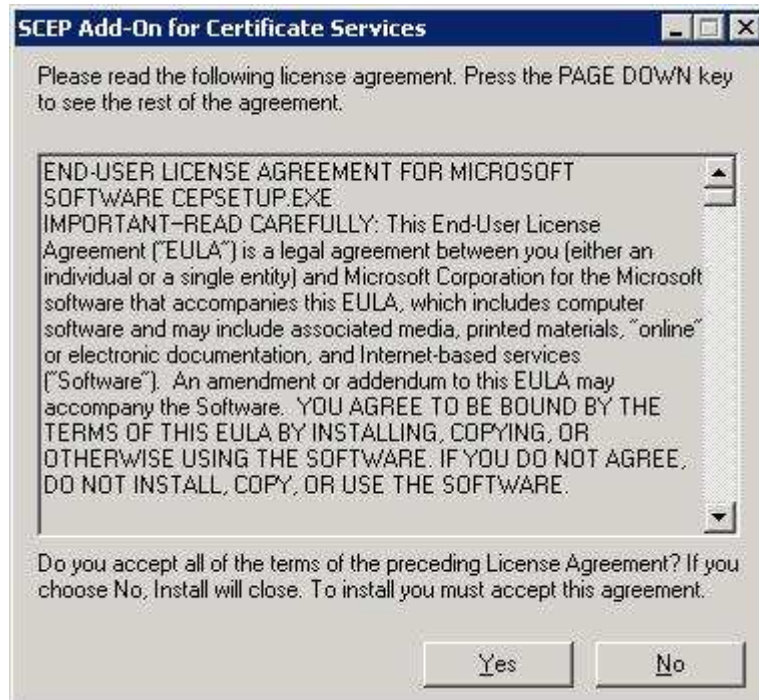 SCEP Add-On for Certificate Services
Please read the following license agreement. Press the PAGE DOWN key
to see the rest of the agreement.
END-USER LICENSE AGREEMENT FOR MICROSOFT
SOFTWARE CEPSETUP.EXE
IMPORTANT–READ CAREFULLY: This End-User License
Agreement ("EULA") is a legal agreement between you (either an
individual or a single entity) and Microsoft Corporation for the Microsoft
software that accompanies this EULA, which includes computer
software and may include associated media, printed materials, "online"
or electronic documentation, and Internet-based services
("Software").  An amendment or addendum to this EULA may
accompany the Software.  YOU AGREE TO BE BOUND BY THE
TERMS OF THIS EULA BY INSTALLING, COPYING, OR
OTHERWISE USING THE SOFTWARE. IF YOU DO NOT AGREE,
DO NOT INSTALL, COPY, OR USE THE SOFTWARE.
Do you accept all of the terms of the preceding License Agreement? If you
choose No, Install will close. To install you must accept this agreement.
Yes No